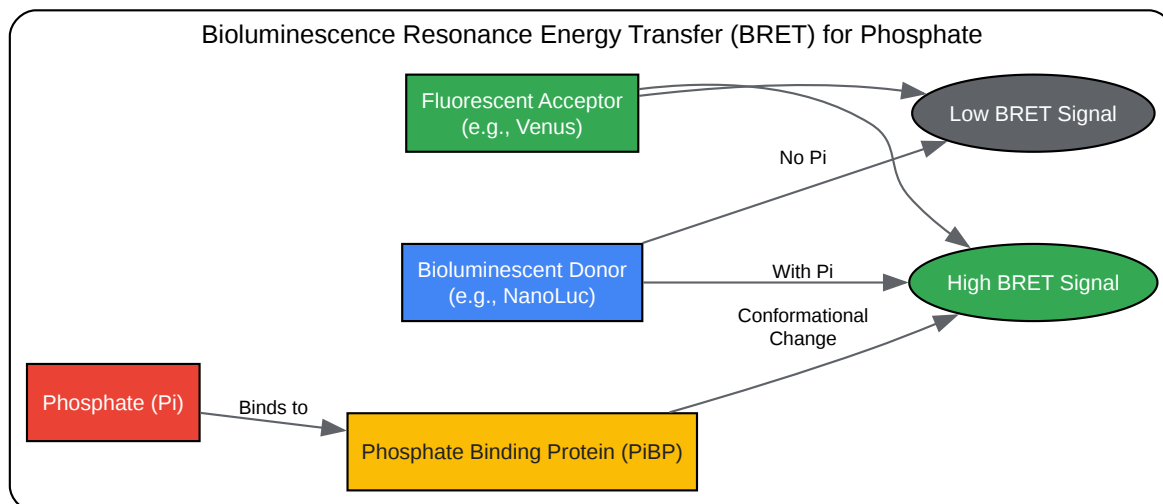 Bioluminescence Resonance Energy Transfer (BRET) for Phosphate
Fluorescent Acceptor
(e.g., Venus)
Low BRET Signal
No Pi
Bioluminescent Donor
(e.g., NanoLuc)
With Pi
High BRET Signal
Conformational
Change
Phosphate (Pi)
Binds to
Phosphate Binding Protein (PiBP)